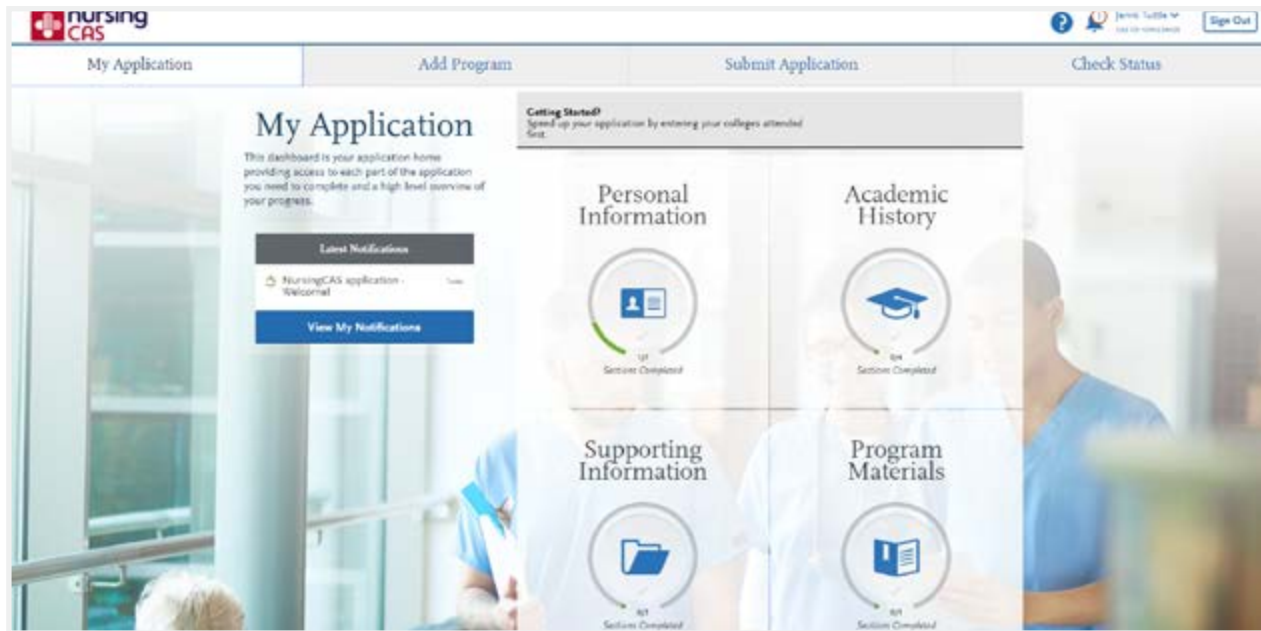 nursing
CAS
Sign Out
My Application
Add Program
Submit Application
Check Status
My Application
This dashboard is your application home
providing access to each part of the application
you need to complete and a high level overview of
your progress.
Latest Notifications
NursingCAS application -
Welcome!
View My Notifications
Getting Started?
Speed up your application by entering your colleges attended
first.
Personal
Information
Sections Completed
Academic
History
0/4
Sections Completed
Supporting
Information
Sections Completed
Program
Materials
Sections Completed